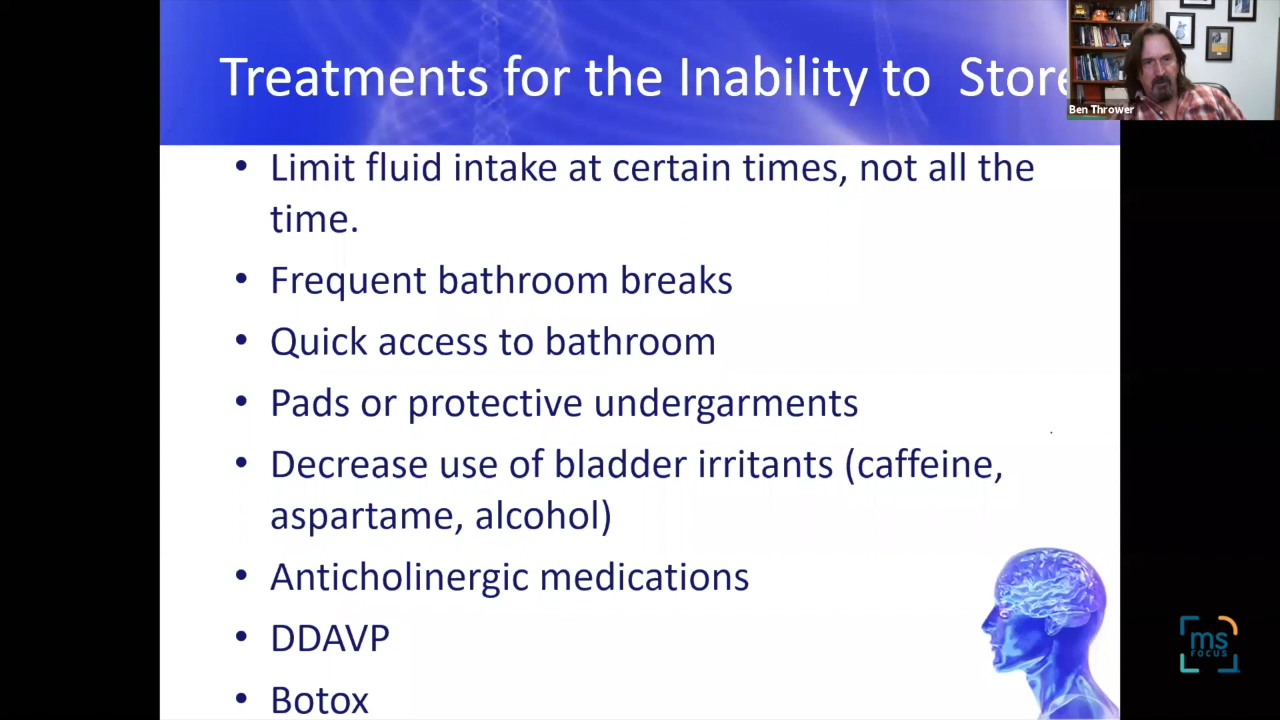 Treatments for the Inability to Store
Ben Thrower
• Limit fluid intake at certain times, not all the
time.
• Frequent bathroom breaks
• Quick access to bathroom
• Pads or protective undergarments
• Decrease use of bladder irritants (caffeine,
aspartame, alcohol)
• Anticholinergic medications
• DDAVP
• Botox
ms
FOCUS